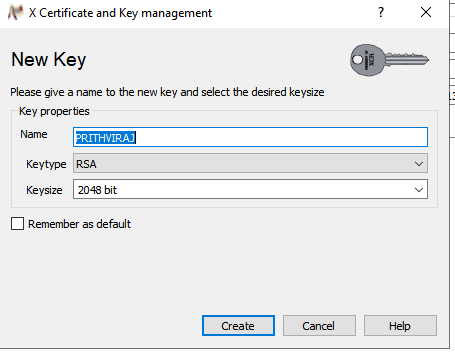 X Certificate and Key management
?
New Key
Please give a name to the new key and select the desired keysize
Key properties
Name PRITHVIRAJ
Keytype RSA
Keysize 2048 bit
Remember as default
Create Cancel Help